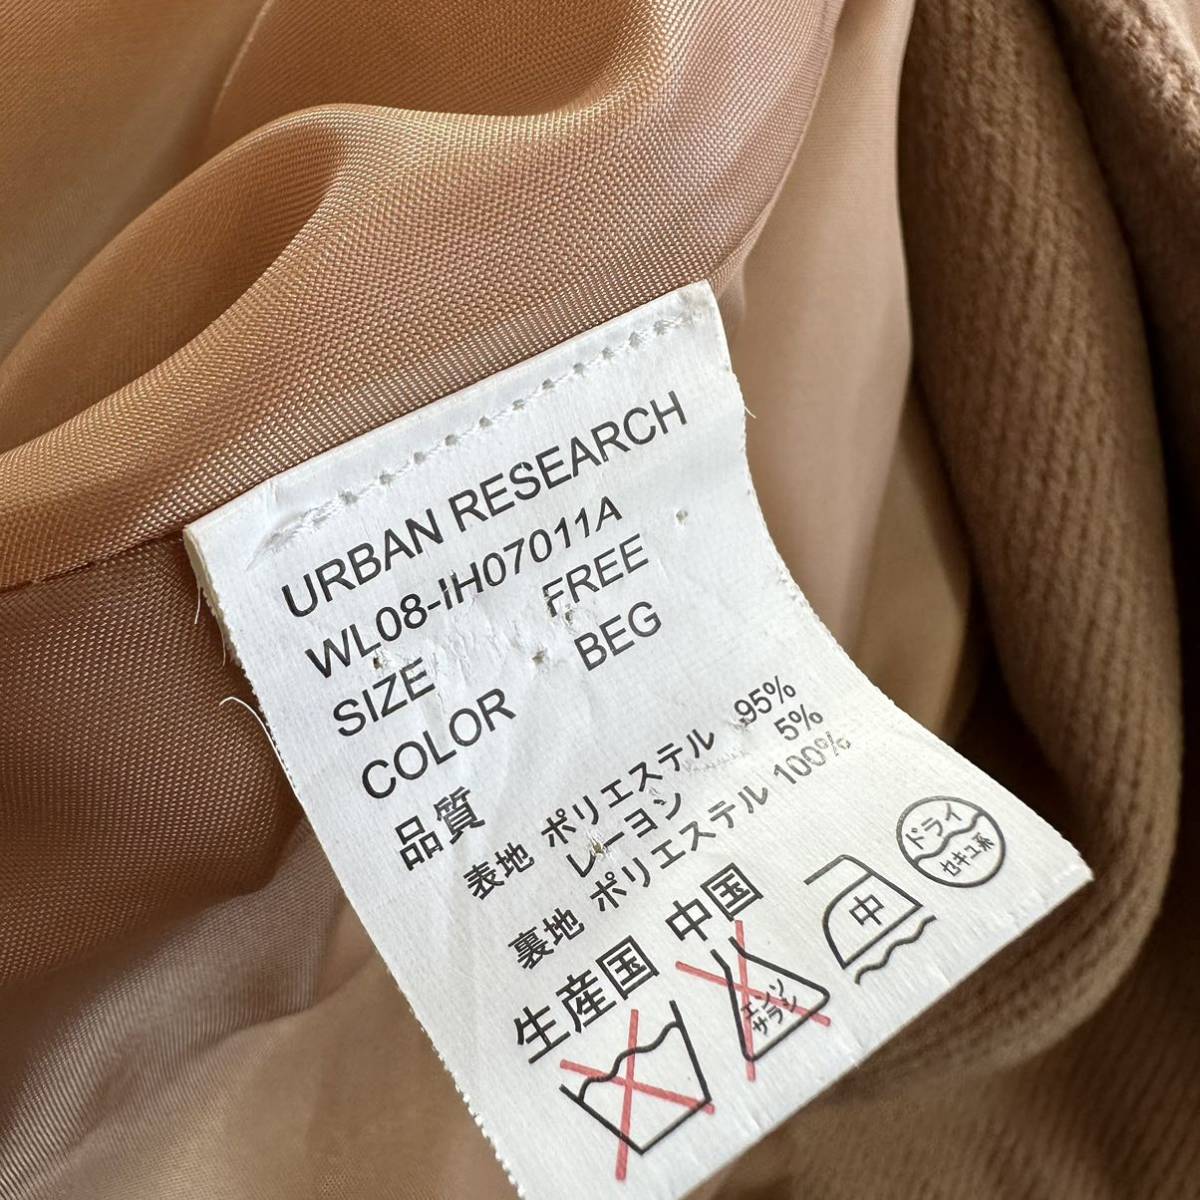 URBAN RESEARCH
WL08-IH07011A
SIZE FREE
COLOR BEG
品質
表地 ポリエステル 95%
レーヨン 5%
裏地 ポリエステル 100%
生産国 中国
エンソ
サラシ
中
ドライ
セキユ系